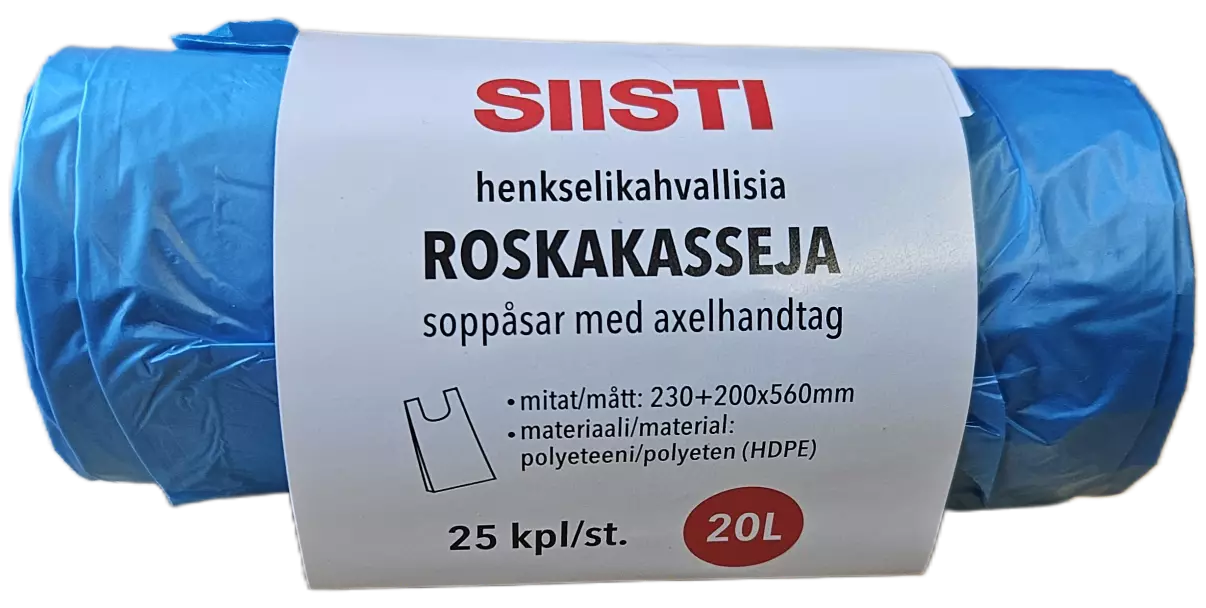 SIISTI
henkselikahvallisia
ROSKAKASSEJA
soppåsar med axelhandtag
• mitat/mått: 230+200x560mm
• materiaali/material:
polyeteeni/polyeten (HDPE)
25 kpl/st.
20L